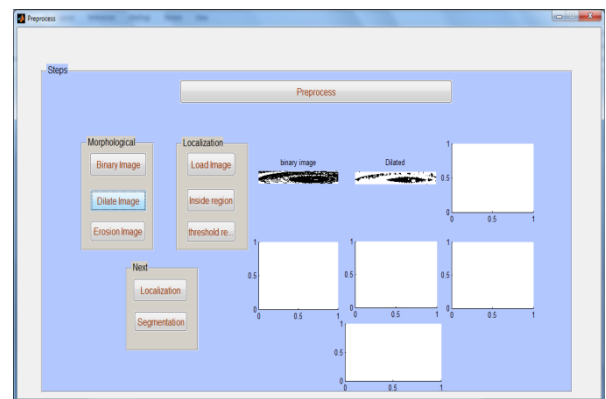 Preprocess
Steps
Preprocess
Morphological
Binary Image
Dilate Image
Erosion Image
Localization
Load Image
Inside region
threshold re...
Next
Localization
Segmentation
binary image
Dilated
1
0.5
0
0 0.5 1
1
0.5
0
0 0.5 1
1
0.5
0
0 0.5 1
1
0.5
0
0 0.5 1
1
0.5
0
0 0.5 1